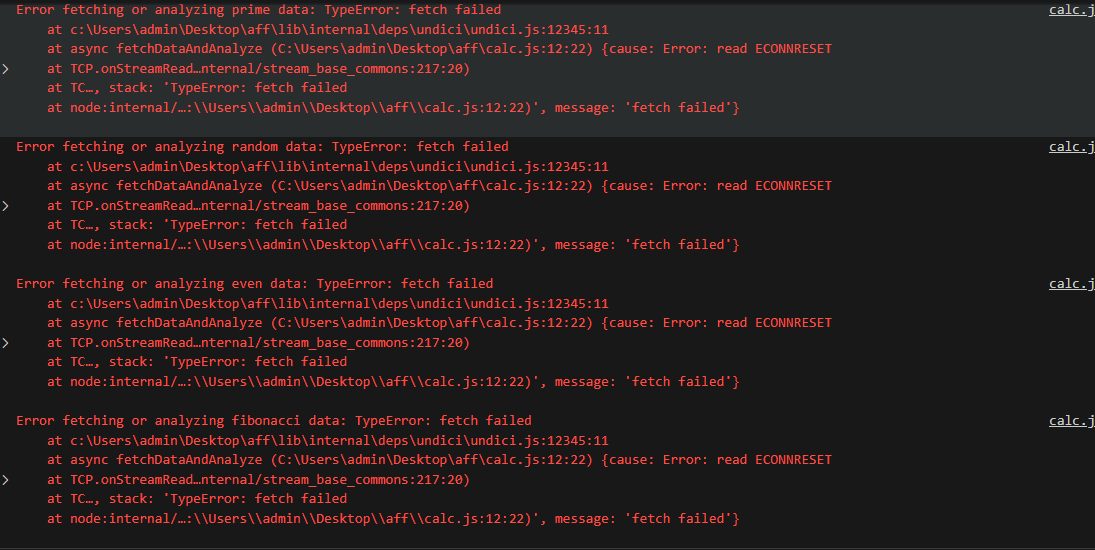 Error fetching or analyzing prime data: TypeError: fetch failed calc.j
at c:\Users\admin\Desktop\aff\lib\internal\deps\undici\undici.js:12345:11
at async fetchDataAndAnalyze (C:\Users\admin\Desktop\aff\calc.js:12:22) {cause: Error: read ECONNRESET
at TCP.onStreamRead…nternal/stream_base_commons:217:20)
at TC…, stack: 'TypeError: fetch failed
at node:internal/…:\\Users\\admin\\Desktop\\aff\\calc.js:12:22)', message: 'fetch failed'}
Error fetching or analyzing random data: TypeError: fetch failed calc.j
at c:\Users\admin\Desktop\aff\lib\internal\deps\undici\undici.js:12345:11
at async fetchDataAndAnalyze (C:\Users\admin\Desktop\aff\calc.js:12:22) {cause: Error: read ECONNRESET
at TCP.onStreamRead…nternal/stream_base_commons:217:20)
at TC…, stack: 'TypeError: fetch failed
at node:internal/…:\\Users\\admin\\Desktop\\aff\\calc.js:12:22)', message: 'fetch failed'}
Error fetching or analyzing even data: TypeError: fetch failed calc.j
at c:\Users\admin\Desktop\aff\lib\internal\deps\undici\undici.js:12345:11
at async fetchDataAndAnalyze (C:\Users\admin\Desktop\aff\calc.js:12:22) {cause: Error: read ECONNRESET
at TCP.onStreamRead…nternal/stream_base_commons:217:20)
at TC…, stack: 'TypeError: fetch failed
at node:internal/…:\\Users\\admin\\Desktop\\aff\\calc.js:12:22)', message: 'fetch failed'}
Error fetching or analyzing fibonacci data: TypeError: fetch failed calc.j
at c:\Users\admin\Desktop\aff\lib\internal\deps\undici\undici.js:12345:11
at async fetchDataAndAnalyze (C:\Users\admin\Desktop\aff\calc.js:12:22) {cause: Error: read ECONNRESET
at TCP.onStreamRead…nternal/stream_base_commons:217:20)
at TC…, stack: 'TypeError: fetch failed
at node:internal/…:\\Users\\admin\\Desktop\\aff\\calc.js:12:22)', message: 'fetch failed'}